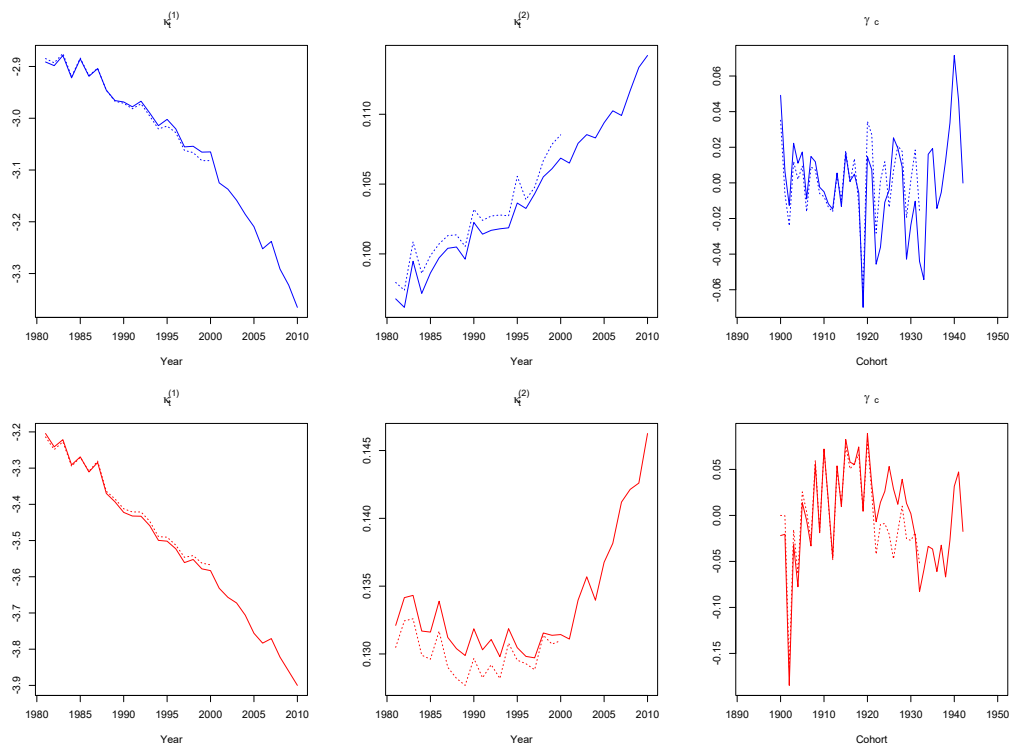 κt(1)
κt(2)
γ c
-2.9
-3.0
-3.1
-3.2
-3.3
1980 1985 1990 1995 2000 2005 2010
Year
0.110
0.105
0.100
1980 1985 1990 1995 2000 2005 2010
Year
0.06
0.04
0.02
0.00
-0.02
-0.04
-0.06
1890 1900 1910 1920 1930 1940 1950
Cohort
κt(1)
κt(2)
γ c
-3.2
-3.3
-3.4
-3.5
-3.6
-3.7
-3.8
-3.9
1980 1985 1990 1995 2000 2005 2010
Year
0.145
0.140
0.135
0.130
1980 1985 1990 1995 2000 2005 2010
Year
0.05
0.00
-0.05
-0.10
-0.15
1890 1900 1910 1920 1930 1940 1950
Cohort